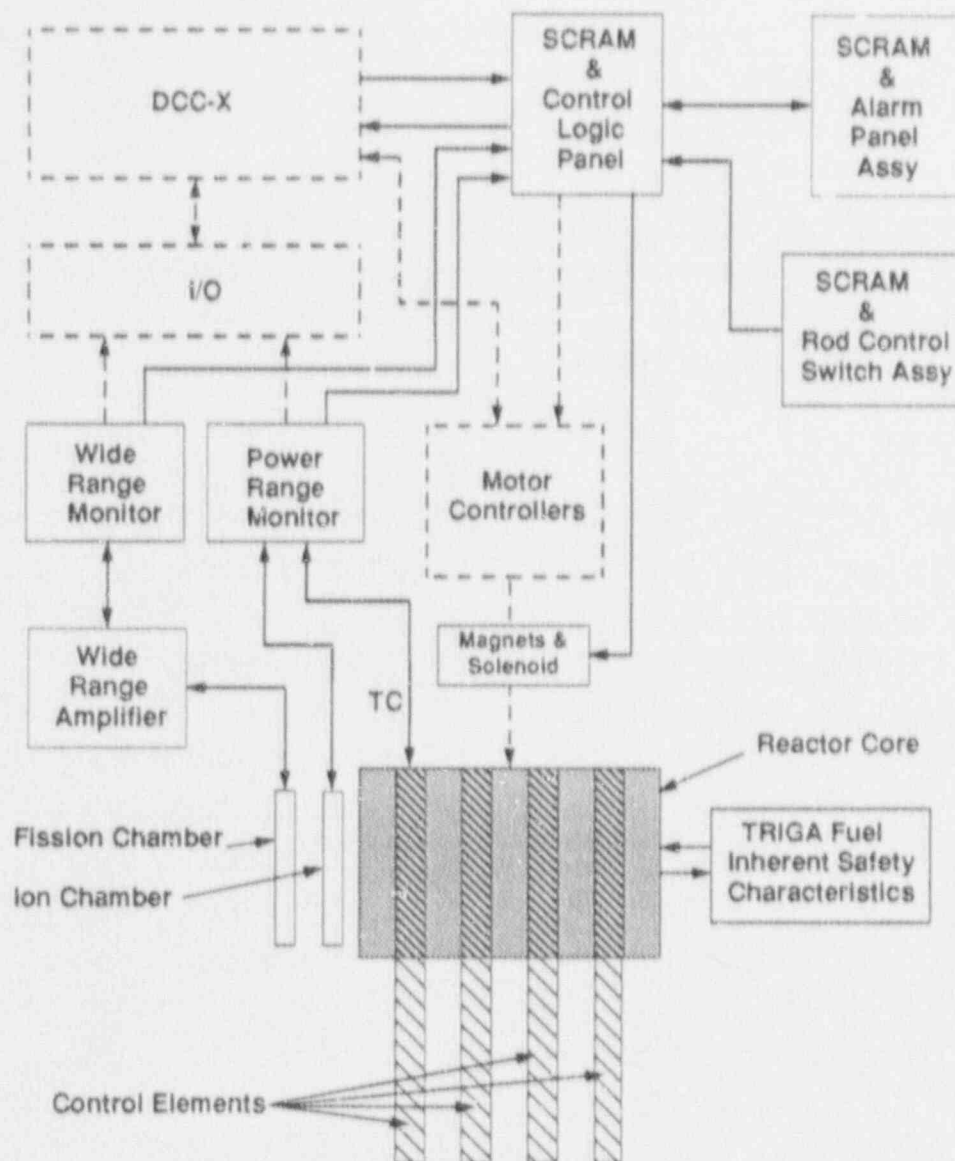 DCC-X
SCRAM
&
Control
Logic
Panel
SCRAM
&
Alarm
Panel
Assy
i/O
SCRAM
&
Rod Control
Switch Assy
Wide
Range
Monitor
Power
Range
Monitor
Motor
Controllers
Wide
Range
Amplifier
Magnets &
Solenoid
TC
Reactor Core
Fission Chamber
Ion Chamber
TRIGA Fuel
Inherent Safety
Characteristics
Control Elements